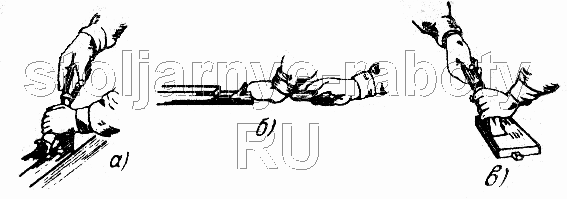 stoljarnye-raboty
RU
а) б) в)